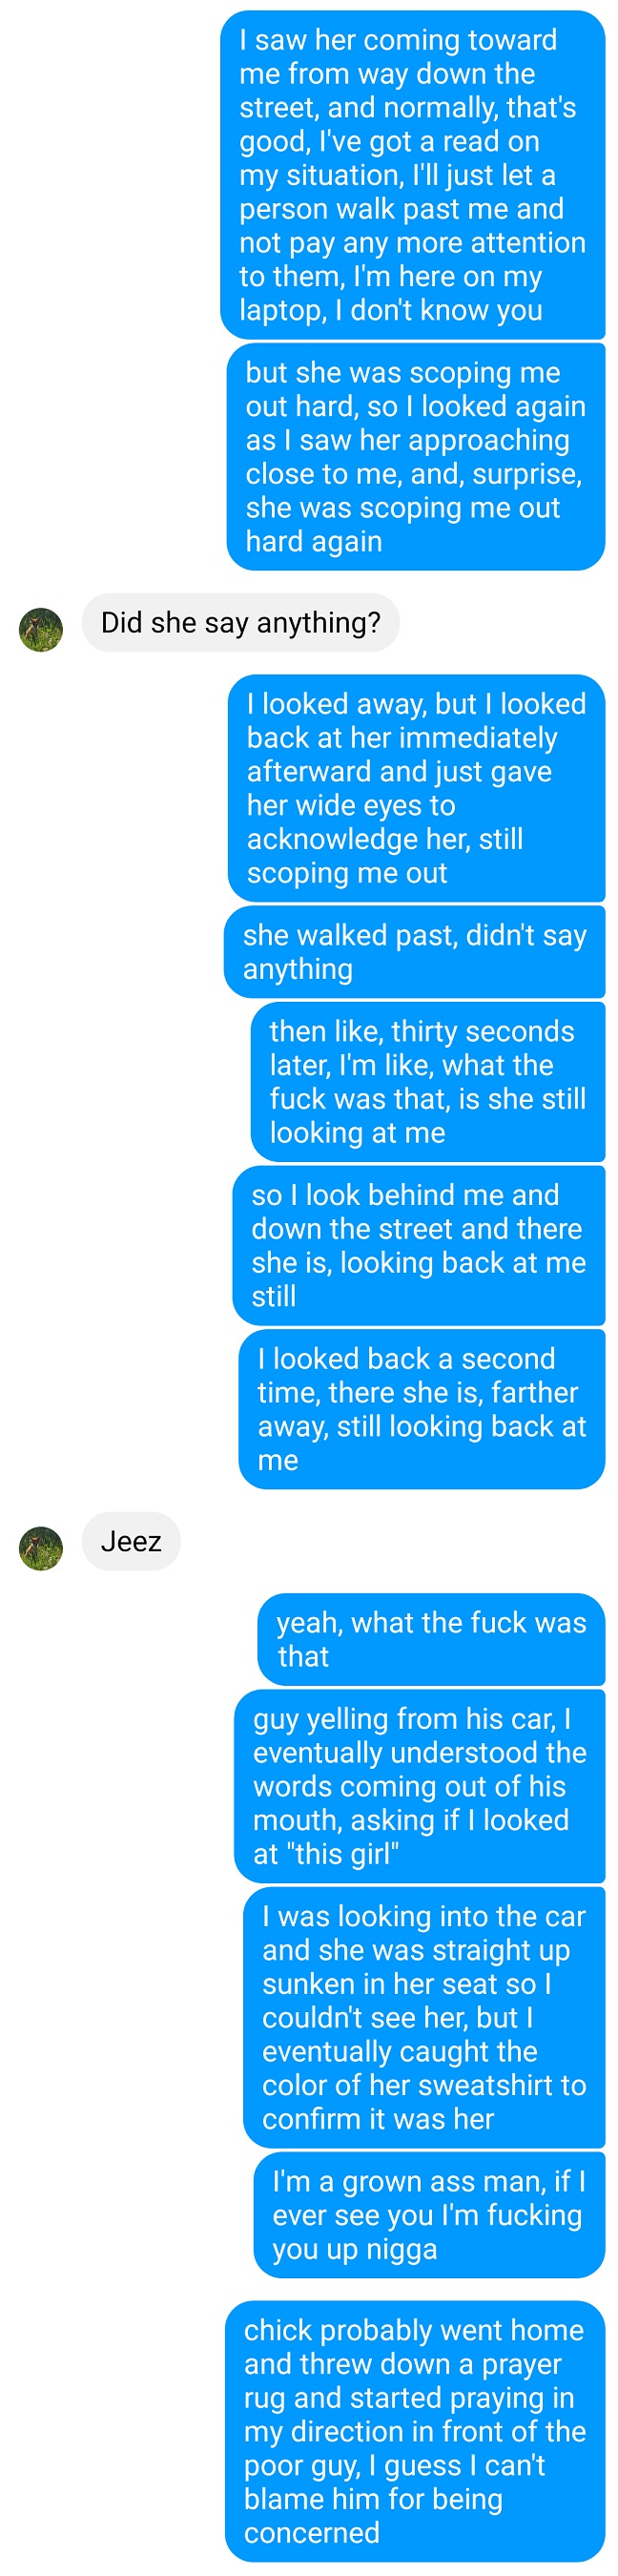 I saw her coming toward
me from way down the
street, and normally, that's
good, I've got a read on
my situation, I'll just let a
person walk past me and
not pay any more attention
to them, I'm here on my
laptop, I don't know you
but she was scoping me
out hard, so I looked again
as I saw her approaching
close to me, and, surprise,
she was scoping me out
hard again
Did she say anything?
I looked away, but I looked
back at her immediately
afterward and just gave
her wide eyes to
acknowledge her, still
scoping me out
she walked past, didn't say
anything
then like, thirty seconds
later, I'm like, what the
fuck was that, is she still
looking at me
so I look behind me and
down the street and there
she is, looking back at me
still
I looked back a second
time, there she is, farther
away, still looking back at
me
Jeez
yeah, what the fuck was
that
guy yelling from his car, I
eventually understood the
words coming out of his
mouth, asking if I looked
at "this girl"
I was looking into the car
and she was straight up
sunken in her seat so I
couldn't see her, but I
eventually caught the
color of her sweatshirt to
confirm it was her
I'm a grown ass man, if I
ever see you I'm fucking
you up nigga
chick probably went home
and threw down a prayer
rug and started praying in
my direction in front of the
poor guy, I guess I can't
blame him for being
concerned